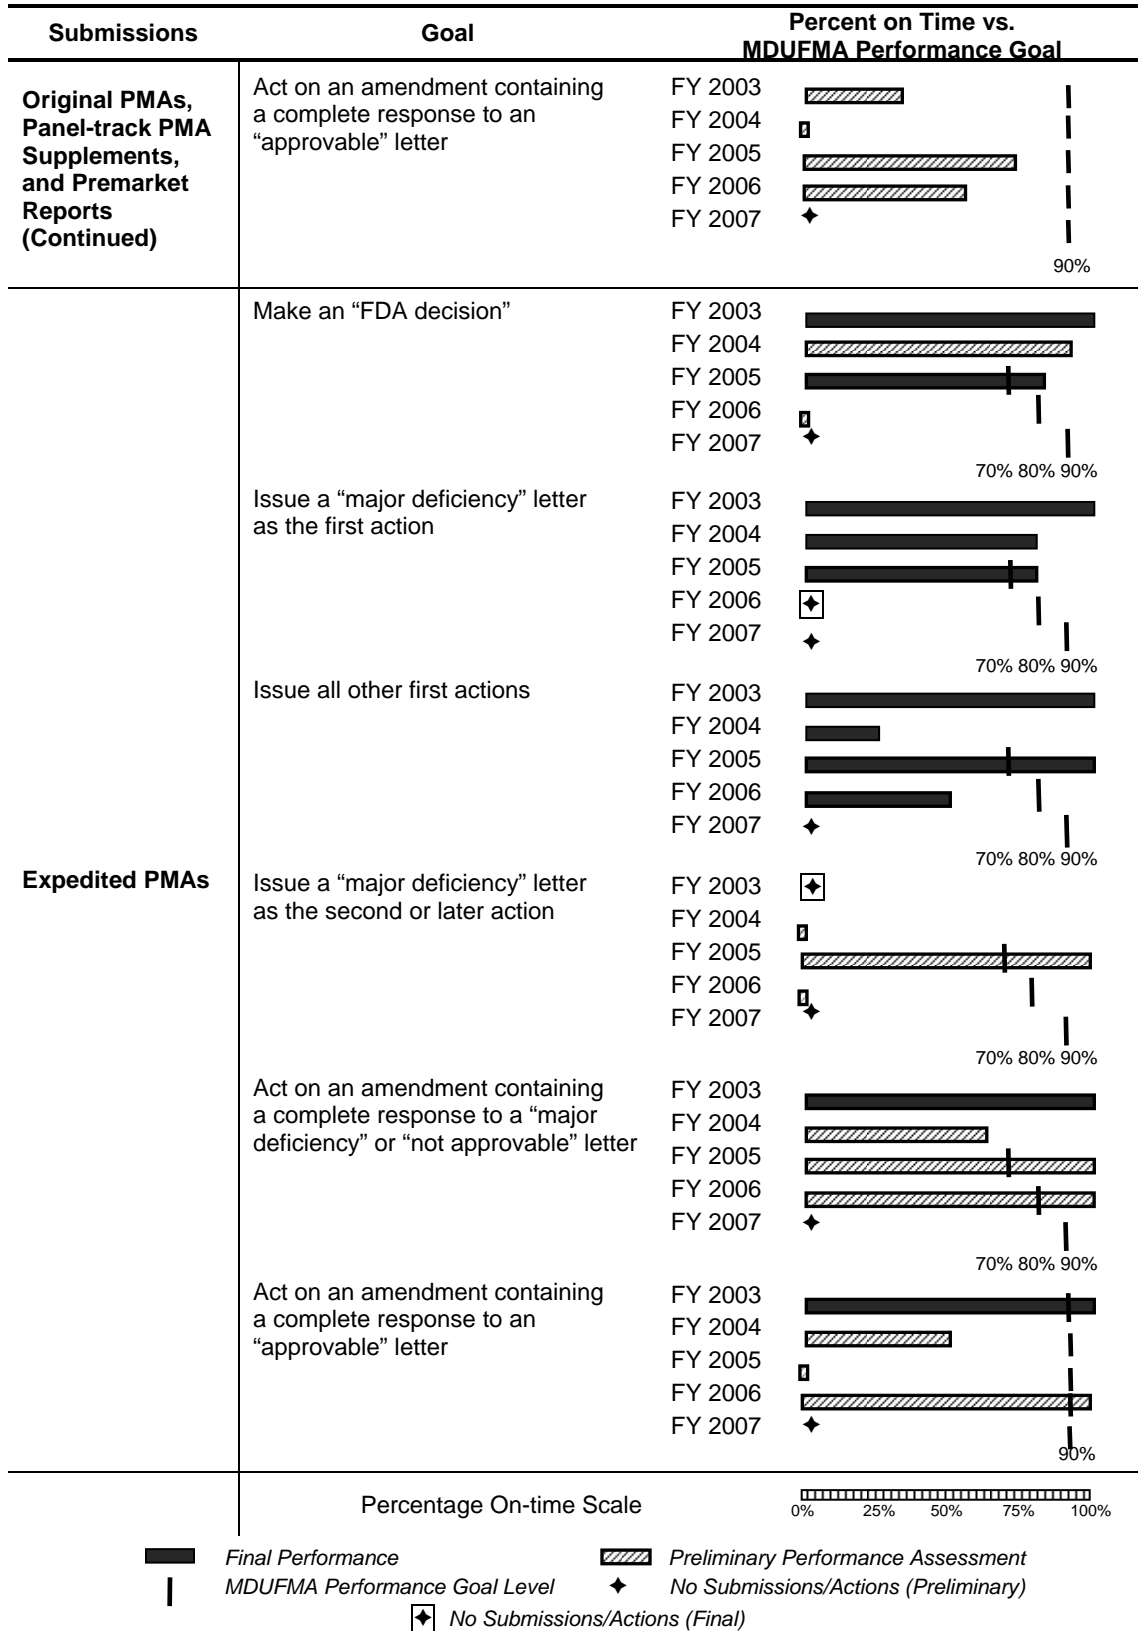 Submissions
Goal
Percent on Time vs.
MDUFMA Performance Goal
Original PMAs,
Panel-track PMA
Supplements,
and Premarket
Reports
(Continued)
Act on an amendment containing
a complete response to an
“approvable” letter
FY 2003
FY 2004
FY 2005
FY 2006
FY 2007
90%
Expedited PMAs
Make an “FDA decision”
FY 2003
FY 2004
FY 2005
FY 2006
FY 2007
70% 80% 90%
Issue a “major deficiency” letter
as the first action
FY 2003
FY 2004
FY 2005
FY 2006
FY 2007
70% 80% 90%
Issue all other first actions
FY 2003
FY 2004
FY 2005
FY 2006
FY 2007
70% 80% 90%
Issue a “major deficiency” letter
as the second or later action
FY 2003
FY 2004
FY 2005
FY 2006
FY 2007
70% 80% 90%
Act on an amendment containing
a complete response to a “major
deficiency” or “not approvable” letter
FY 2003
FY 2004
FY 2005
FY 2006
FY 2007
70% 80% 90%
Act on an amendment containing
a complete response to an
“approvable” letter
FY 2003
FY 2004
FY 2005
FY 2006
FY 2007
90%
Percentage On-time Scale
0% 25% 50% 75% 100%
Final Performance
Preliminary Performance Assessment
MDUFMA Performance Goal Level
No Submissions/Actions (Preliminary)
No Submissions/Actions (Final)